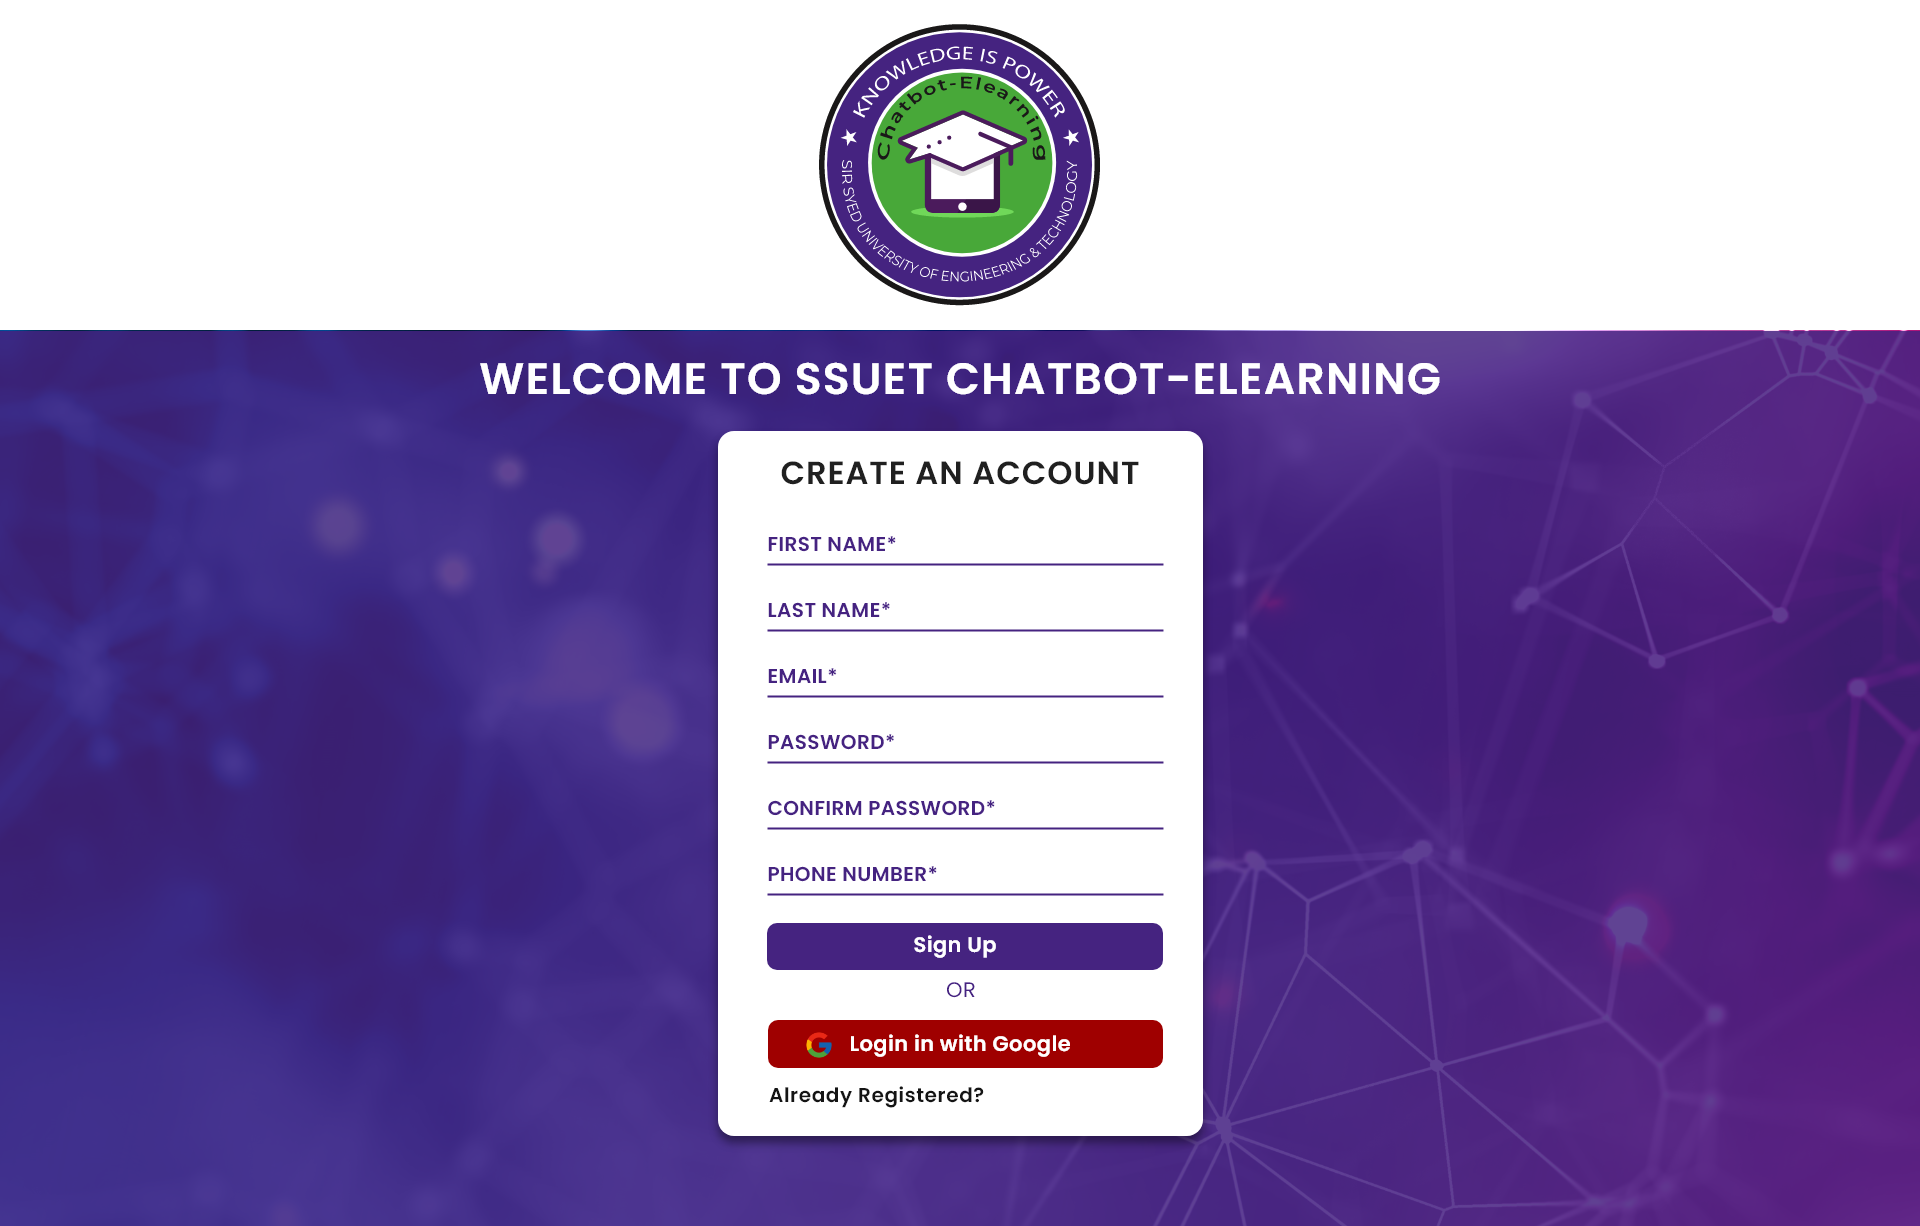 KNOWLEDGE IS POWER
Chatbot-Elearning
SIR SYED UNIVERSITY OF ENGINEERING & TECHNOLOGY
WELCOME TO SSUET CHATBOT-ELEARNING
CREATE AN ACCOUNT
FIRST NAME*
LAST NAME*
EMAIL*
PASSWORD*
CONFIRM PASSWORD*
PHONE NUMBER*
Sign Up
OR
Login in with Google
Already Registered?